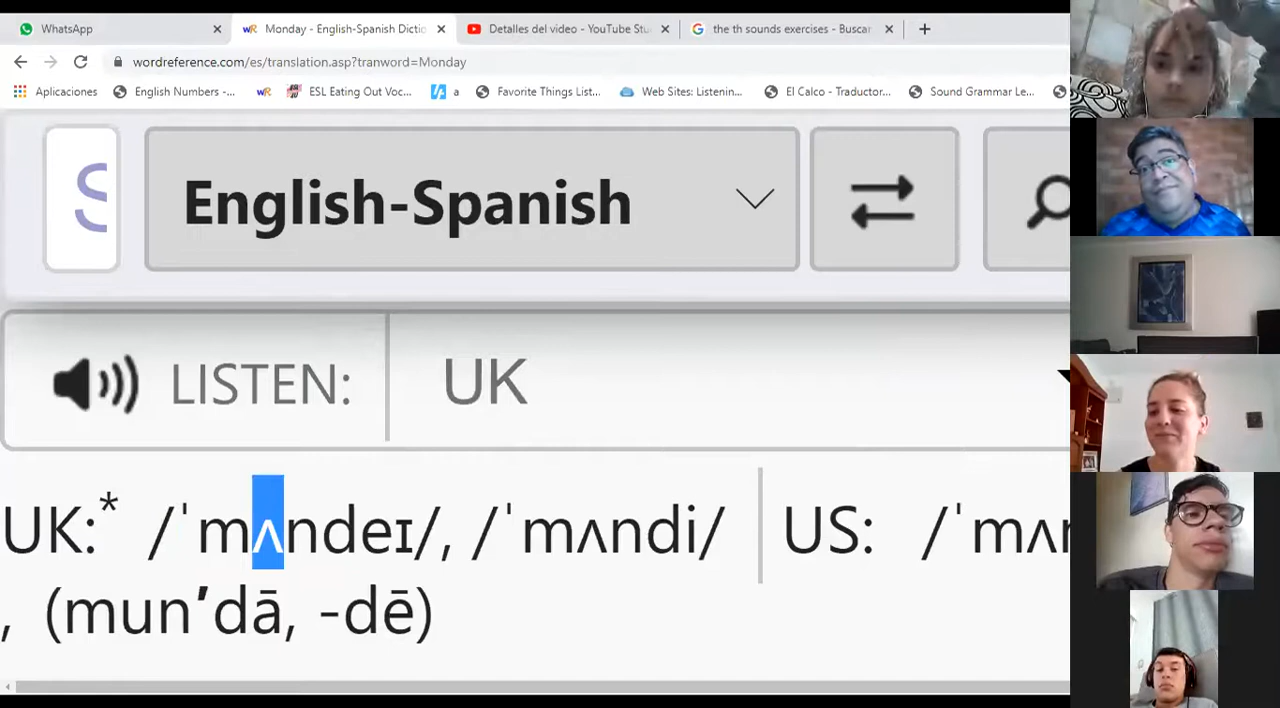 WhatsApp
Monday - English-Spanish Dictio
Detalles del video - YouTube Stu
the th sounds exercises - Buscar
wordreference.com/es/translation.asp?tranword=Monday
Aplicaciones
English Numbers -...
ESL Eating Out Voc...
a
Favorite Things List...
Web Sites: Listenin...
El Calco - Traductor...
Sound Grammar Le...
English-Spanish
LISTEN:
UK
UK:* /ˈmʌndeɪ/, /ˈmʌndi/
US: /ˈmʌn
, (mun′dā, -dē)